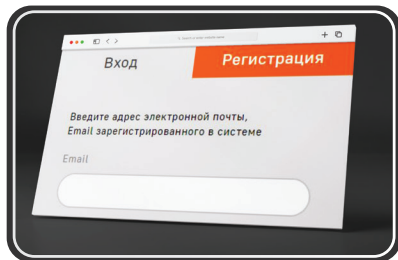 Вход
Регистрация
Введите адрес электронной почты,
Email зарегистрированного в системе
Email